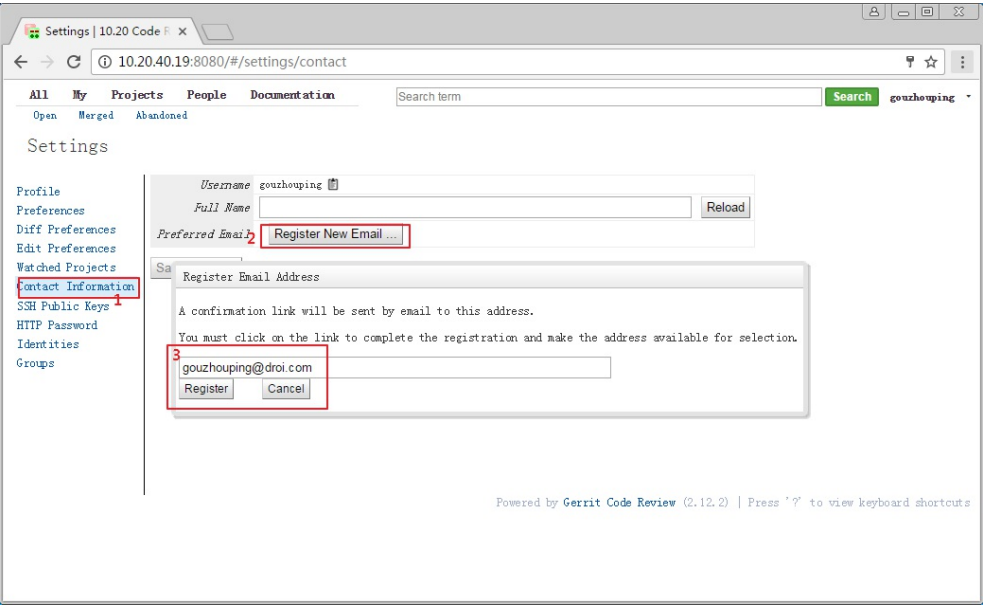 Settings | 10.20 Code R
10.20.40.19:8080/#/settings/contact
All My Projects People Documentation Search term Search gouzhouping
Open Merged Abandoned
Settings
Profile
Preferences
Diff Preferences
Edit Preferences
Watched Projects
Contact Information
1
SSH Public Keys
HTTP Password
Identities
Groups
Username gouzhouping
Full Name Reload
Preferred Email 2 Register New Email ...
Sa
Register Email Address
A confirmation link will be sent by email to this address.
You must click on the link to complete the registration and make the address available for selection.
3
gouzhouping@droi.com
Register Cancel
Powered by Gerrit Code Review (2.12.2) | Press '?' to view keyboard shortcuts